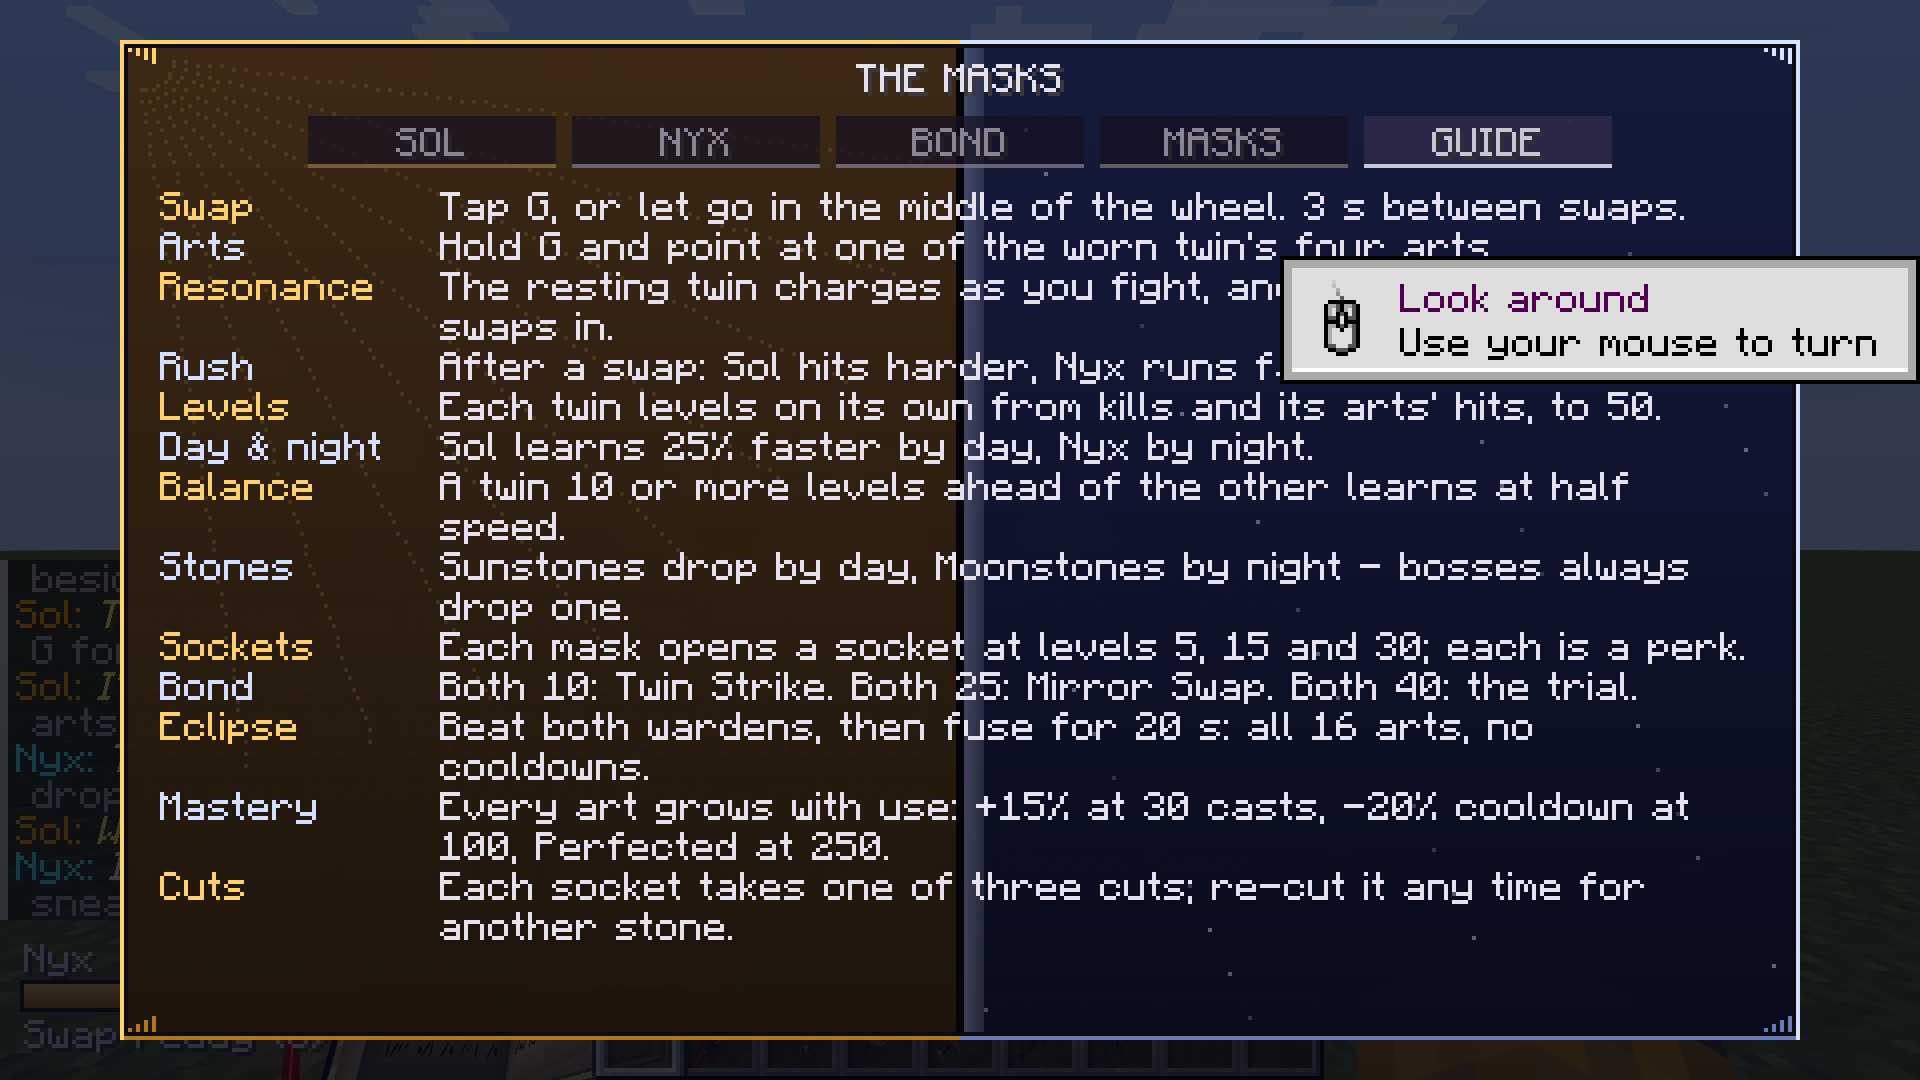 THE MASKS
SOL NYX BOND MASKS GUIDE
Swap Tap G, or let go in the middle of the wheel. 3 s between swaps.
Arts Hold G and point at one of the worn twin's four arts
Resonance The resting twin charges as you fight, and
swaps in.
Look around
Use your mouse to turn
Rush After a swap: Sol hits harder, Nyx runs
Levels Each twin levels on its own from kills and its arts' hits, to 50.
Day & night Sol learns 25% faster by day, Nyx by night.
Balance A twin 10 or more levels ahead of the other learns at half
speed.
Stones Sunstones drop by day, Moonstones by night - bosses always
drop one.
Sockets Each mask opens a socket at levels 5, 15 and 30; each is a perk.
Bond Both 10: Twin Strike. Both 25: Mirror Swap. Both 40: the trial.
Eclipse Beat both wardens, then fuse for 20 s: all 16 arts, no
cooldowns.
Mastery Every art grows with use: +15% at 30 casts, -20% cooldown at
100, Perfected at 250.
Cuts Each socket takes one of three cuts; re-cut it any time for
another stone.
Sol:
G
Sol:
arts
Nyx:
Sol:
Nyx:
Nyx
Swap ready